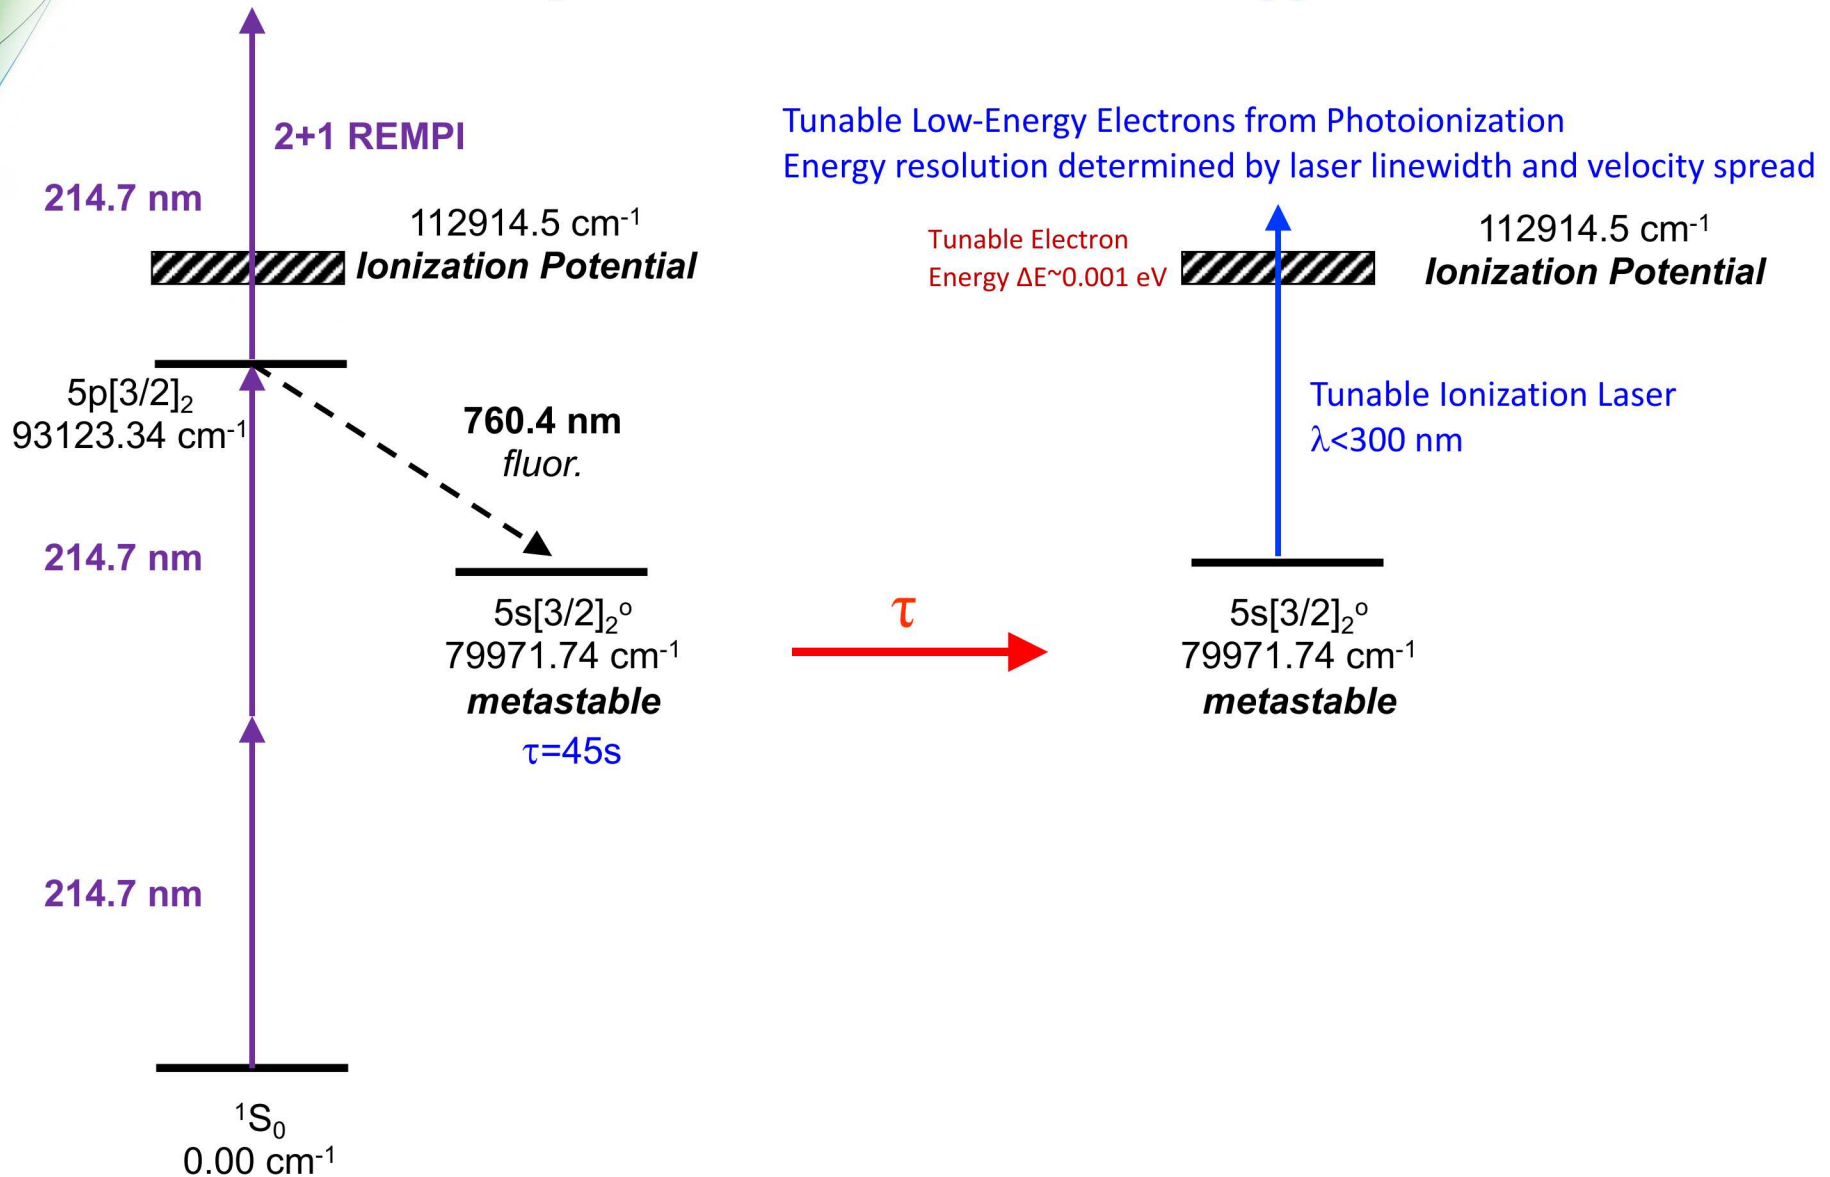 2+1 REMPI
214.7 nm
112914.5 cm⁻¹
Ionization Potential
5p[3/2]₂
93123.34 cm⁻¹
760.4 nm
fluor.
214.7 nm
5s[3/2]₂ᵒ
79971.74 cm⁻¹
metastable
τ=45s
214.7 nm
¹S₀
0.00 cm⁻¹
τ
Tunable Low-Energy Electrons from Photoionization
Energy resolution determined by laser linewidth and velocity spread
Tunable Electron
Energy ΔE~0.001 eV
112914.5 cm⁻¹
Ionization Potential
Tunable Ionization Laser
λ<300 nm
5s[3/2]₂ᵒ
79971.74 cm⁻¹
metastable